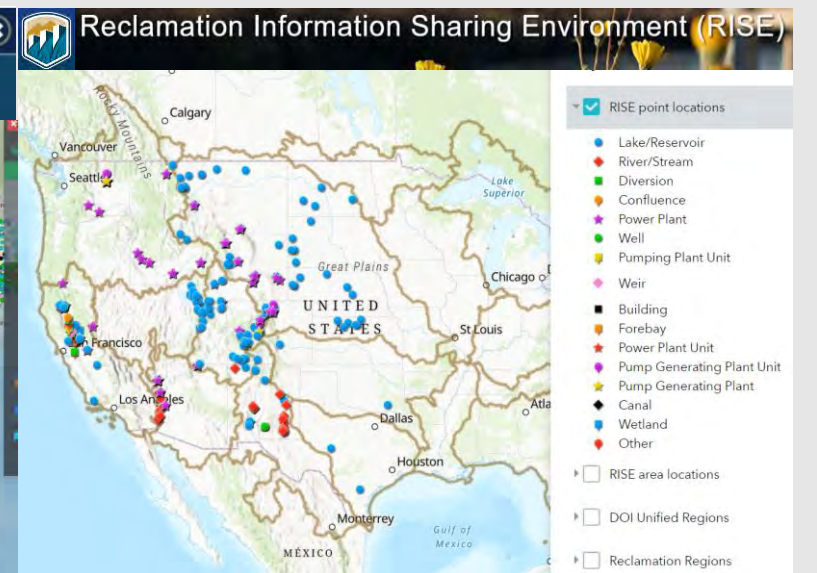 Reclamation Information Sharing Environment (RISE)
Rocky Mountains
Calgary
Vancouver
Seattle
Lake
Superior
Great Plains
Chicago
UNITED
STATES
St Louis
San Francisco
Los Angeles
Atla
Dallas
Houston
Monterrey
Gulf of
Mexico
MÉXICO
RISE point locations
Lake/Reservoir
River/Stream
Diversion
Confluence
Power Plant
Well
Pumping Plant Unit
Weir
Building
Forebay
Power Plant Unit
Pump Generating Plant Unit
Pump Generating Plant
Canal
Wetland
Other
RISE area locations
DOI Unified Regions
Reclamation Regions